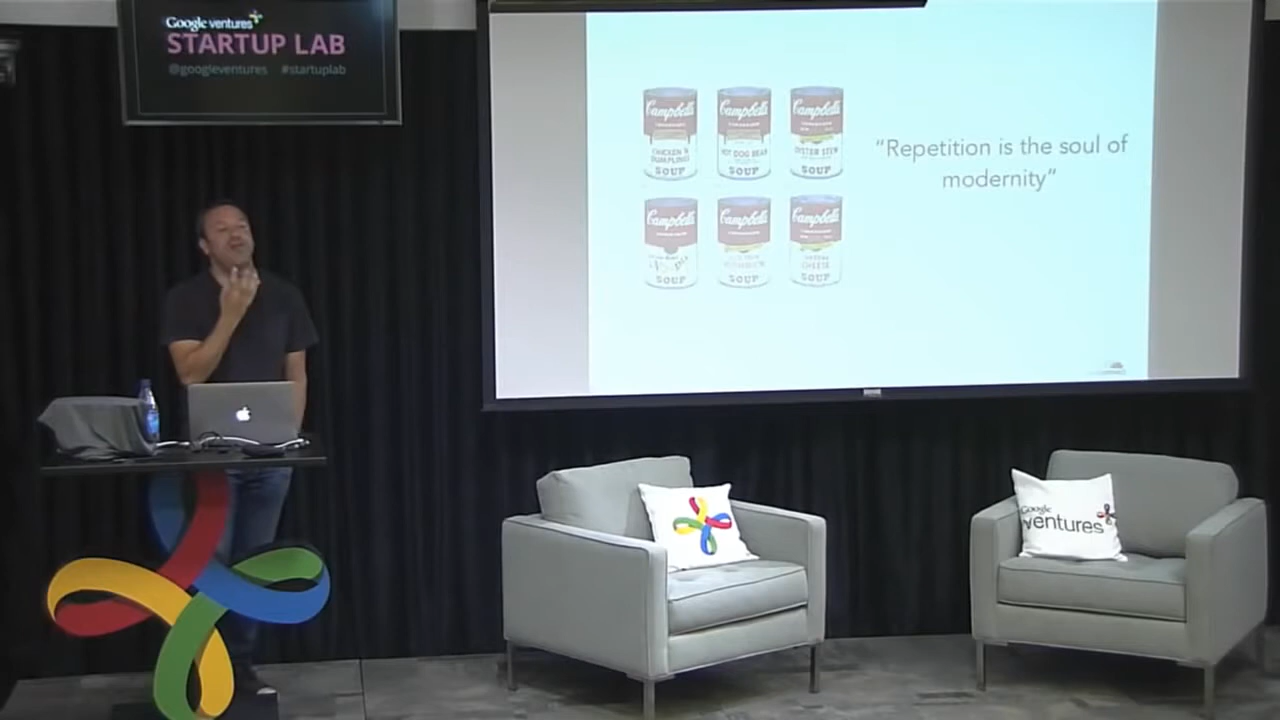 Google ventures
STARTUP LAB
@googleventures #startuplab
Campbell's
CHICKEN 'N
DUMPLINGS
SOUP
Campbell's
HOT DOG BEAN
SOUP
Campbell's
OYSTER STEW
SOUP
Campbell's
SOUP
Campbell's
SOUP
Campbell's
CHEESE
SOUP
“Repetition is the soul of
modernity”
Google
ventures